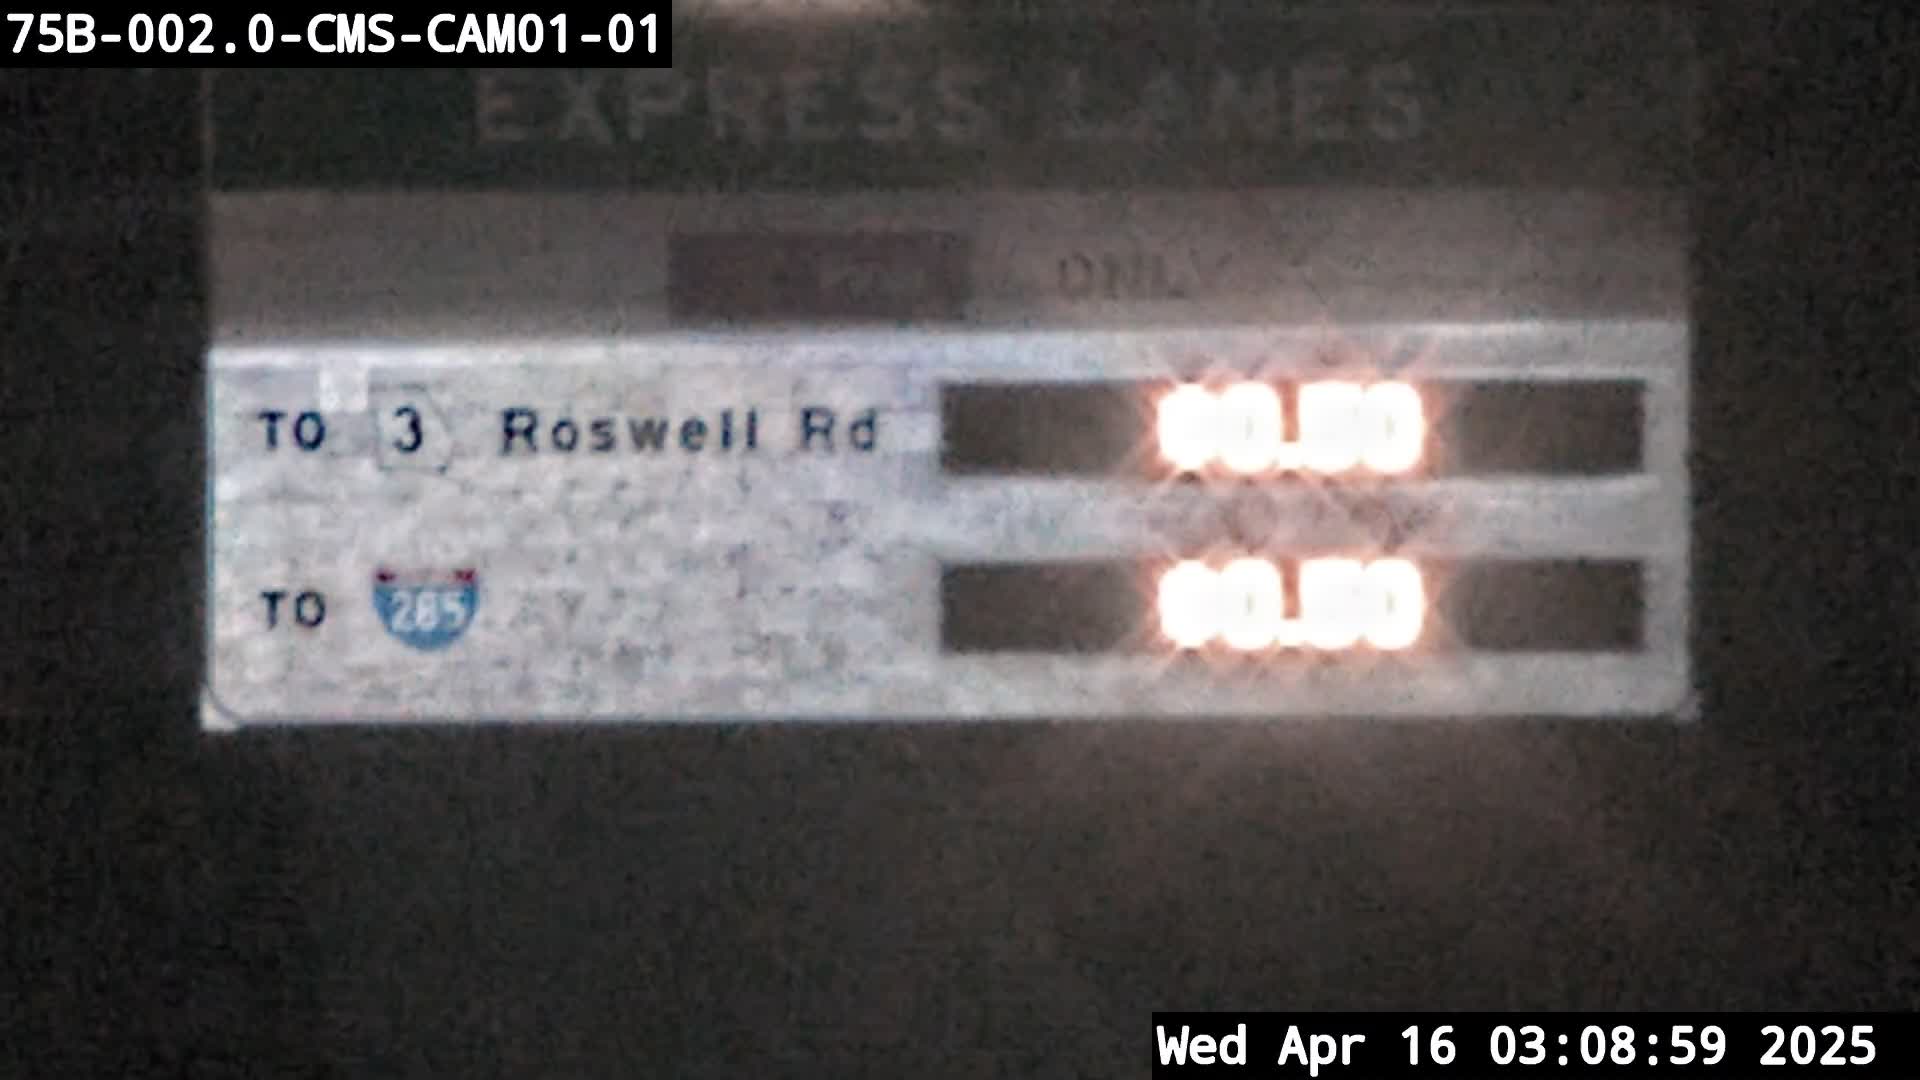 75B-002.0-CMS-CAM01-01
EXPRESS LANES
TO 3 Roswell Rd
TO 285
Wed Apr 16 03:08:59 2025